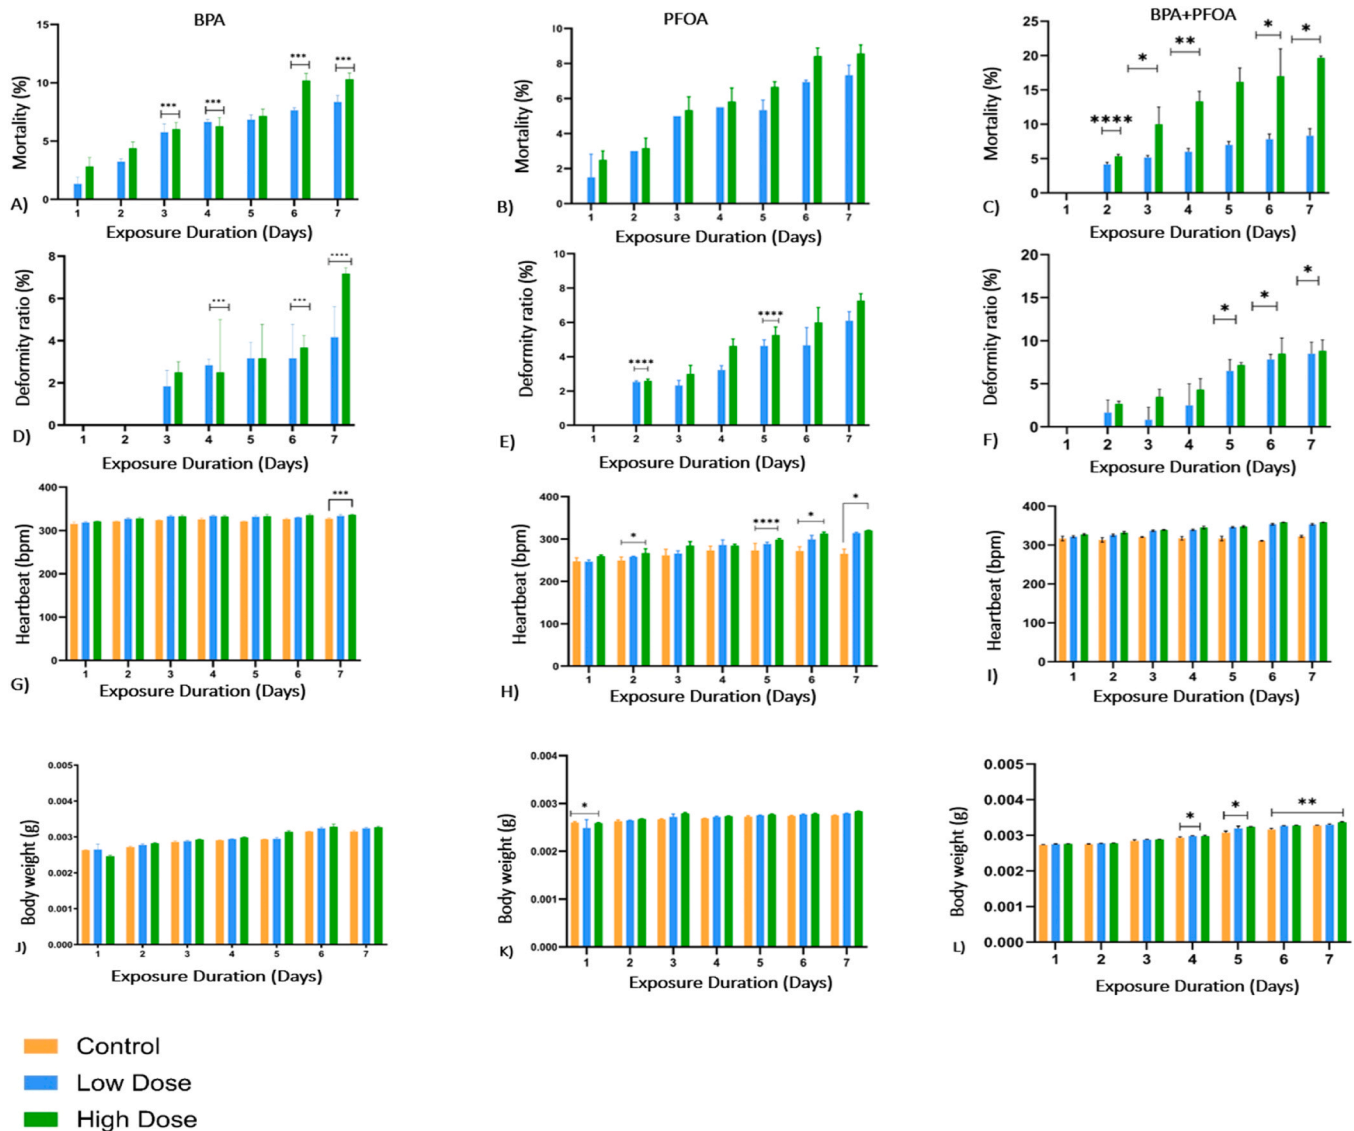 BPA
15
10
5
0
Mortality (%)
*** *** *** ***
1 2 3 4 5 6 7
Exposure Duration (Days)
A)
PFOA
10
8
6
4
2
0
Mortality (%)
1 2 3 4 5 6 7
Exposure Duration (Days)
B)
BPA+PFOA
25
20
15
10
5
0
Mortality (%)
**** * ** * *
1 2 3 4 5 6 7
Exposure Duration (Days)
C)
8
6
4
2
0
Deformity ratio (%)
*** *** ****
1 2 3 4 5 6 7
Exposure Duration (Days)
D)
10
8
6
4
2
0
Deformity ratio (%)
**** ****
1 2 3 4 5 6 7
Exposure Duration (Days)
E)
20
15
10
5
0
Deformity ratio (%)
* * *
1 2 3 4 5 6 7
Exposure Duration (Days)
F)
400
300
200
100
0
Heartbeat (bpm)
***
1 2 3 4 5 6 7
Exposure Duration (Days)
G)
400
300
200
100
0
Heartbeat (bpm)
* **** * *
1 2 3 4 5 6 7
Exposure Duration (Days)
H)
400
300
200
100
0
Heartbeat (bpm)
1 2 3 4 5 6 7
Exposure Duration (Days)
I)
0.005
0.004
0.003
0.002
0.001
0.000
Body weight (g)
1 2 3 4 5 6 7
Exposure Duration (Days)
J)
0.004
0.003
0.002
0.001
0.000
Body weight (g)
*
1 2 3 4 5 6 7
Exposure Duration (Days)
K)
0.005
0.004
0.003
0.002
0.001
0.000
Body weight (g)
* * **
1 2 3 4 5 6 7
Exposure Duration (Days)
L)
Control
Low Dose
High Dose